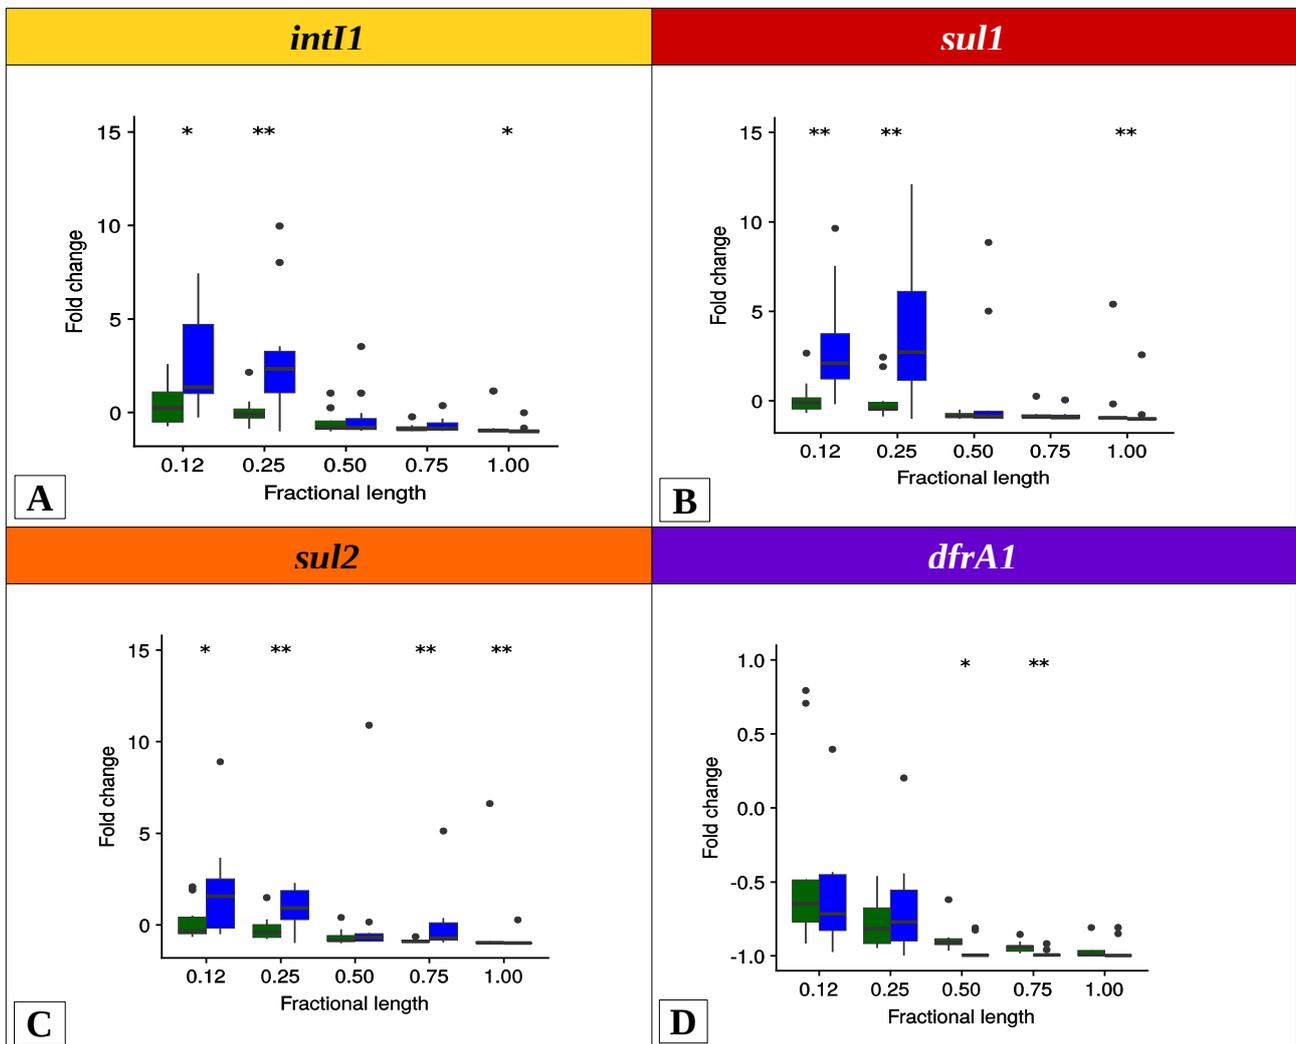 intI1
sul1
* ** *
15
10
5
0
Fold change
0.12 0.25 0.50 0.75 1.00
Fractional length
A
** ** **
15
10
5
0
Fold change
0.12 0.25 0.50 0.75 1.00
Fractional length
B
sul2
dfrA1
* ** ** **
15
10
5
0
Fold change
0.12 0.25 0.50 0.75 1.00
Fractional length
C
* **
1.0
0.5
0.0
-0.5
-1.0
Fold change
0.12 0.25 0.50 0.75 1.00
Fractional length
D